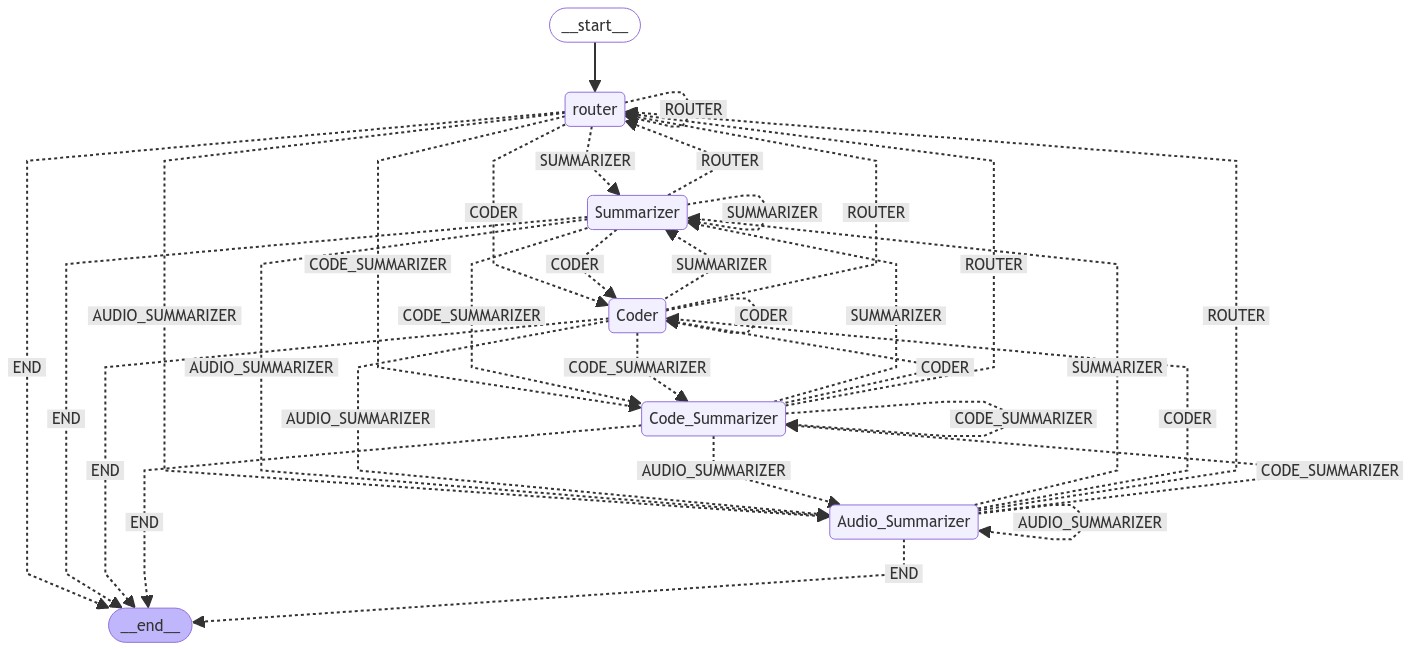 __start__
router
ROUTER
SUMMARIZER
ROUTER
CODER
Summarizer
SUMMARIZER
ROUTER
CODE_SUMMARIZER
CODER
SUMMARIZER
ROUTER
AUDIO_SUMMARIZER
CODE_SUMMARIZER
Coder
CODER
SUMMARIZER
ROUTER
END
AUDIO_SUMMARIZER
CODE_SUMMARIZER
CODER
SUMMARIZER
END
AUDIO_SUMMARIZER
Code_Summarizer
CODE_SUMMARIZER
CODER
END
AUDIO_SUMMARIZER
CODE_SUMMARIZER
END
Audio_Summarizer
AUDIO_SUMMARIZER
END
__end__